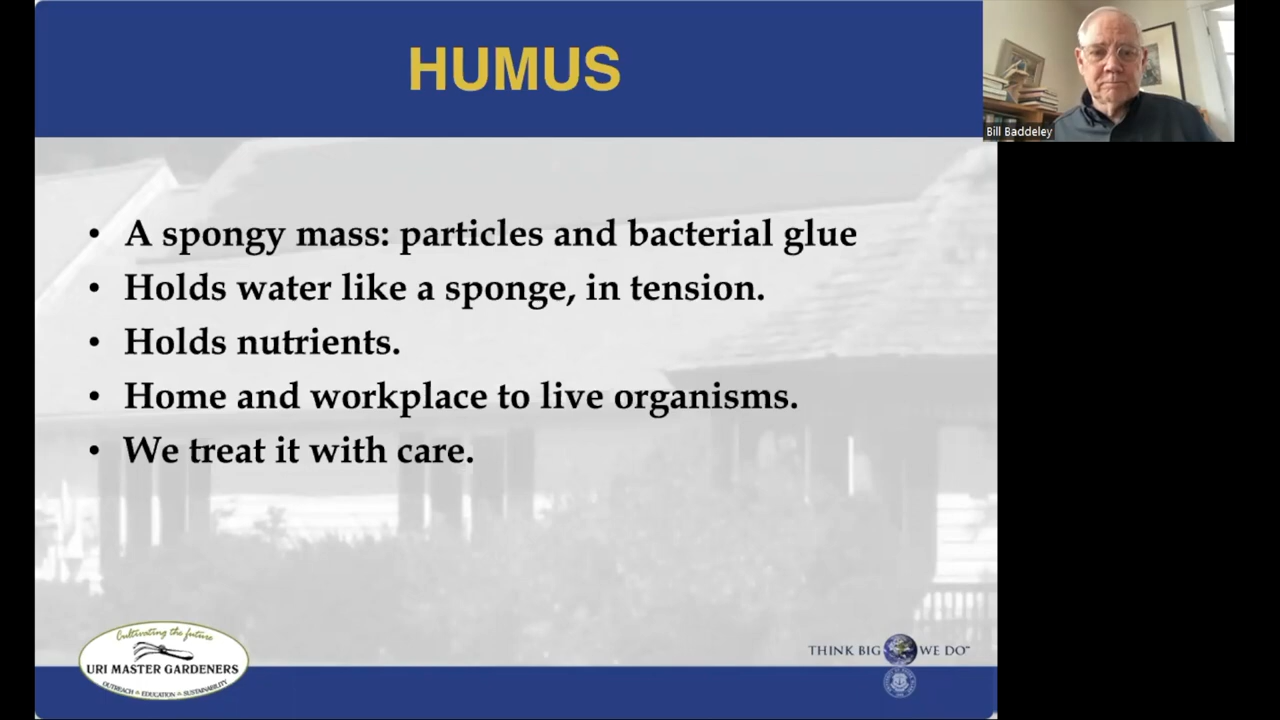 HUMUS
Bill Baddeley
• A spongy mass: particles and bacterial glue
• Holds water like a sponge, in tension.
• Holds nutrients.
• Home and workplace to live organisms.
• We treat it with care.
Cultivating the future
URI MASTER GARDENERS
OUTREACH EDUCATION SUSTAINABILITY
THINK BIG WE DO™